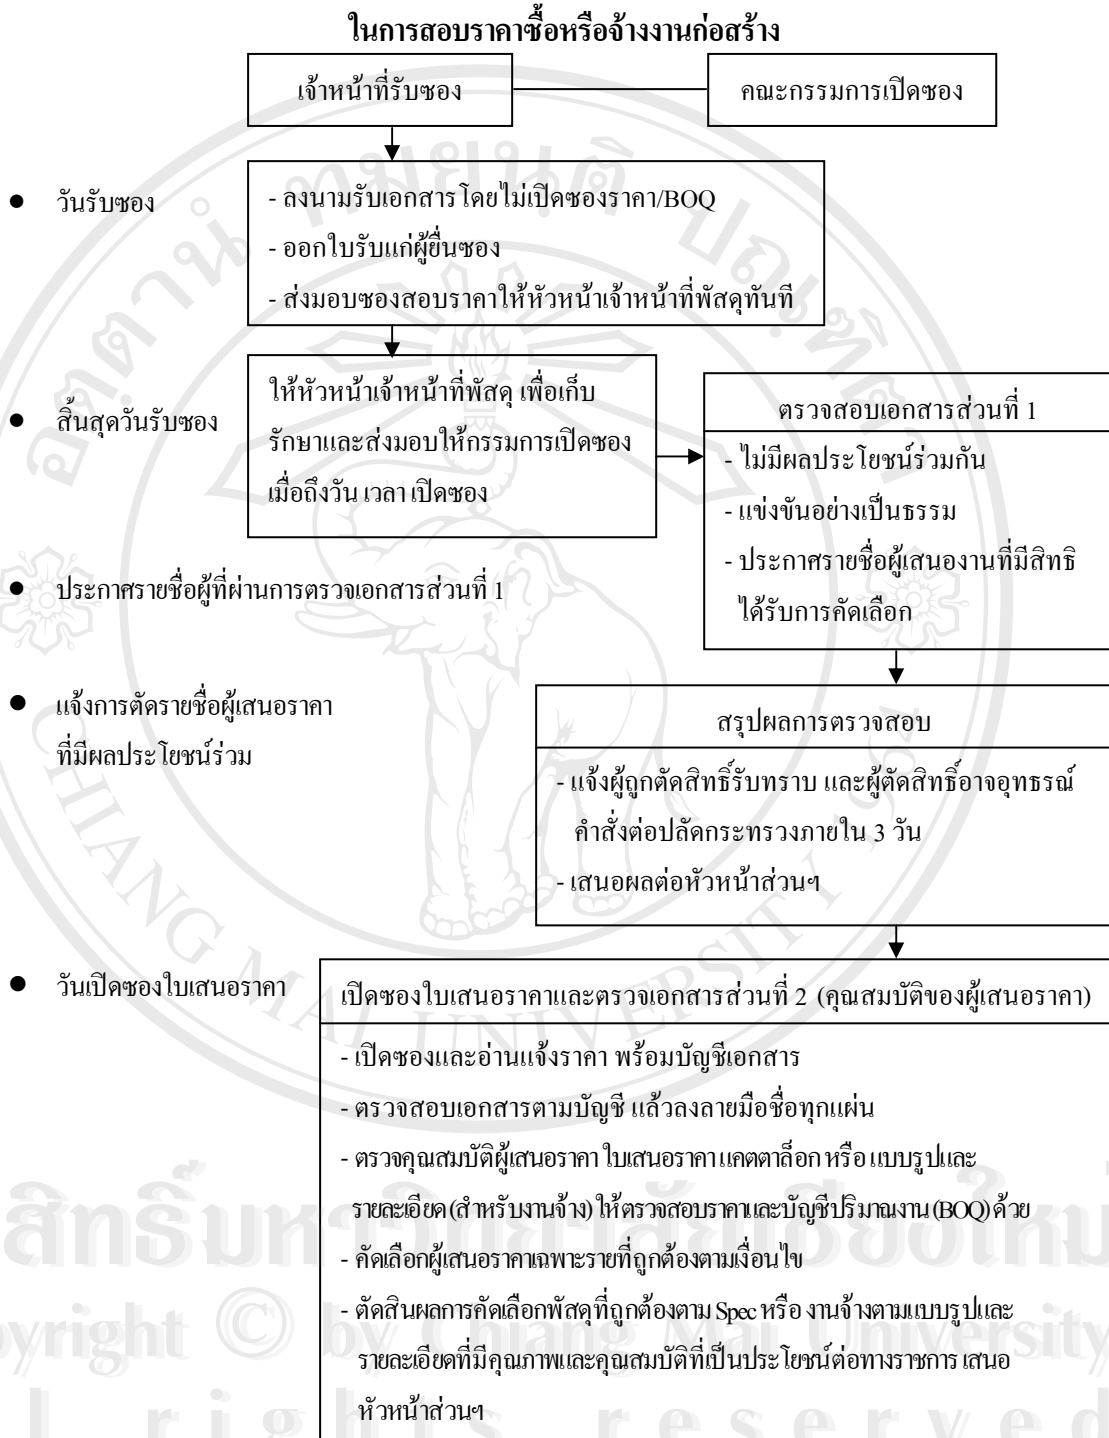 ในการสอบราคาซื้อหรือจ้างงานก่อสร้าง
เจ้าหน้าที่รับซอง
คณะกรรมการเปิดซอง
● วันรับซอง
- ลงนามรับเอกสารโดยไม่เปิดซองราคา/BOQ
- ออกใบรับแก่ผู้ยื่นซอง
- ส่งมอบซองสอบราคาให้หัวหน้าเจ้าหน้าที่พัสดุทันที
● สิ้นสุดวันรับซอง
ให้หัวหน้าเจ้าหน้าที่พัสดุ เพื่อเก็บ
รักษาและส่งมอบให้กรรมการเปิดซอง
เมื่อถึงวัน เวลา เปิดซอง
ตรวจสอบเอกสารส่วนที่ 1
- ไม่มีผลประโยชน์ร่วมกัน
- แข่งขันอย่างเป็นธรรม
- ประกาศรายชื่อผู้เสนองานที่มีสิทธิ
ได้รับการคัดเลือก
● ประกาศรายชื่อผู้ที่ผ่านการตรวจเอกสารส่วนที่ 1
● แจ้งการตัดรายชื่อผู้เสนอราคา
ที่มีผลประโยชน์ร่วม
สรุปผลการตรวจสอบ
- แจ้งผู้ถูกตัดสิทธิ์รับทราบ และผู้ตัดสิทธิ์อาจอุทธรณ์
คำสั่งต่อปลัดกระทรวงภายใน 3 วัน
- เสนอผลต่อหัวหน้าส่วนฯ
● วันเปิดซองใบเสนอราคา
เปิดซองใบเสนอราคาและตรวจเอกสารส่วนที่ 2 (คุณสมบัติของผู้เสนอราคา)
- เปิดซองและอ่านแจ้งราคา พร้อมบัญชีเอกสาร
- ตรวจสอบเอกสารตามบัญชี แล้วลงลายมือชื่อทุกแผ่น
- ตรวจคุณสมบัติผู้เสนอราคา ใบเสนอราคา แคตตาล็อก หรือ แบบรูปและ
รายละเอียด (สำหรับงานจ้าง) ให้ตรวจสอบราคาและบัญชีปริมาณงาน (BOQ) ด้วย
- คัดเลือกผู้เสนอราคาเฉพาะรายที่ถูกต้องตามเงื่อนไข
- ตัดสินผลการคัดเลือกพัสดุที่ถูกต้องตาม Spec หรือ งานจ้างตามแบบรูปและ
รายละเอียดที่มีคุณภาพและคุณสมบัติที่เป็นประโยชน์ต่อทางราชการ เสนอ
หัวหน้าส่วนฯ
CHIANG MAI UNIVERSITY 1964
yright © by Chiang Mai University
l rights reserved